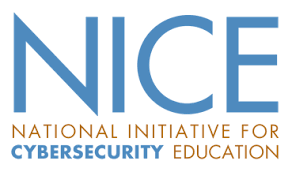 NICE
NATIONAL INITIATIVE FOR
CYBERSECURITY EDUCATION